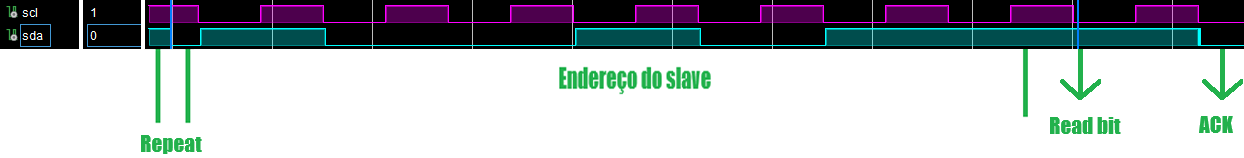 scl 1
sda 0
Endereço do slave
Repeat
Read bit
ACK